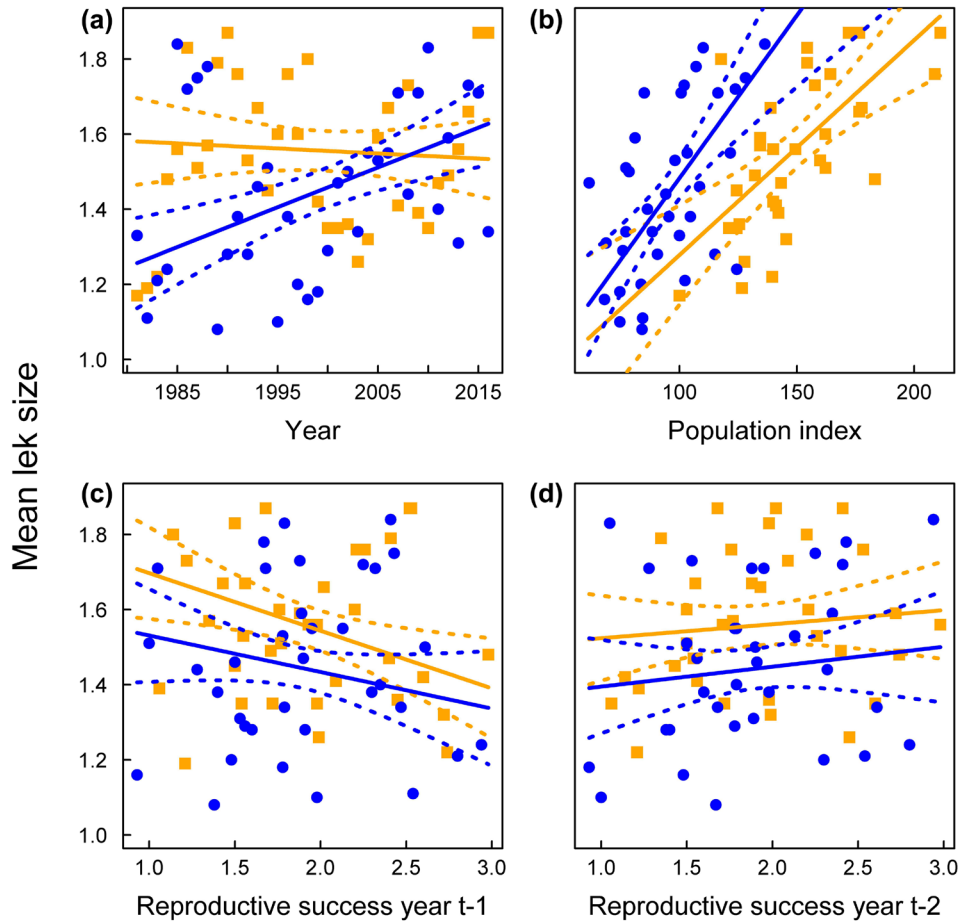 (a)
(b)
1.8
1.6
1.4
1.2
1.0
1985 1995 2005 2015
100 150 200
Year
Population index
Mean lek size
(c)
(d)
1.8
1.6
1.4
1.2
1.0
1.0 1.5 2.0 2.5 3.0
1.0 1.5 2.0 2.5 3.0
Reproductive success year t-1
Reproductive success year t-2